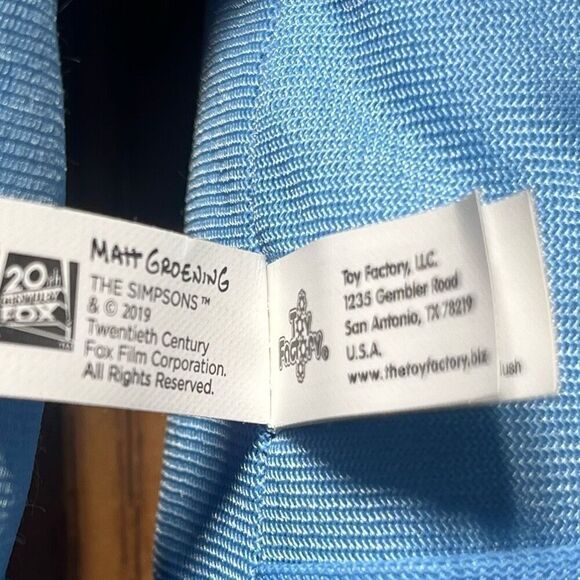 20th
CENTURY
FOX
MATT GROENING
THE SIMPSONS™
& © 2019
Twentieth Century
Fox Film Corporation.
All Rights Reserved.
TOY
FACTORY®
Toy Factory, LLC.
1235 Gembler Road
San Antonio, TX 78219
U.S.A.
www.thetoyfactory.biz
lush